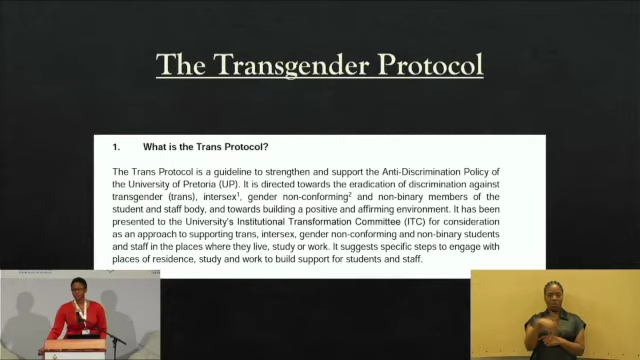 The Transgender Protocol
1. What is the Trans Protocol?
The Trans Protocol is a guideline to strengthen and support the Anti-Discrimination Policy of
the University of Pretoria (UP). It is directed towards the eradication of discrimination against
transgender (trans), intersex¹, gender non-conforming² and non-binary members of the
student and staff body, and towards building a positive and affirming environment. It has been
presented to the University's Institutional Transformation Committee (ITC) for consideration
as an approach to supporting trans, intersex, gender non-conforming and non-binary students
and staff in the places where they live, study or work. It suggests specific steps to engage with
places of residence, study and work to build support for students and staff.